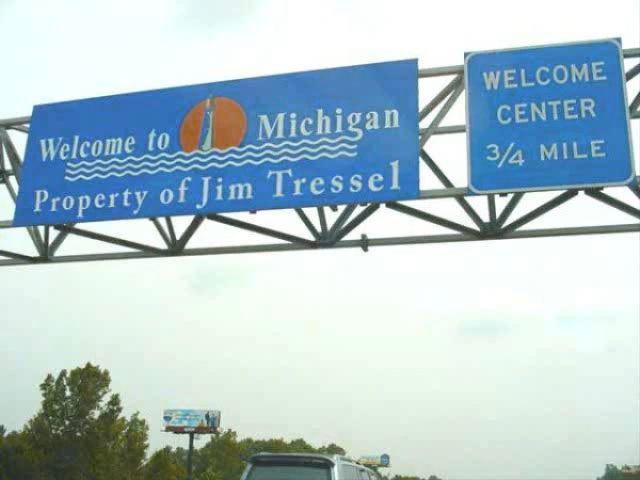 Welcome to Michigan
Property of Jim Tressel
WELCOME
CENTER
3/4 MILE